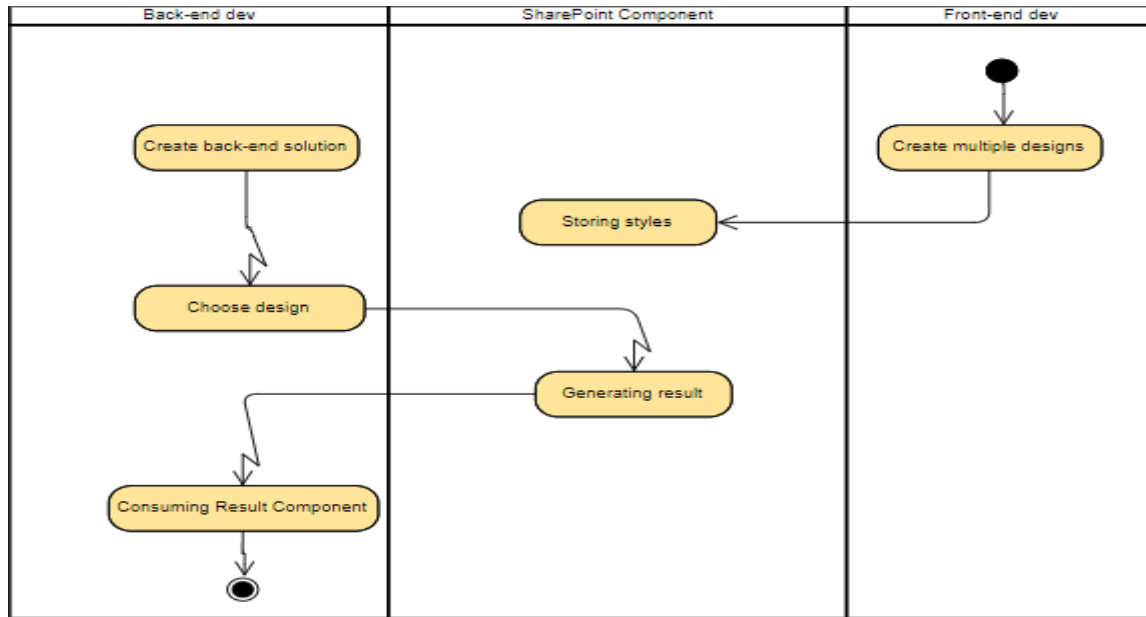 Back-end dev
SharePoint Component
Front-end dev
Create back-end solution
Create multiple designs
Storing styles
Choose design
Generating result
Consuming Result Component